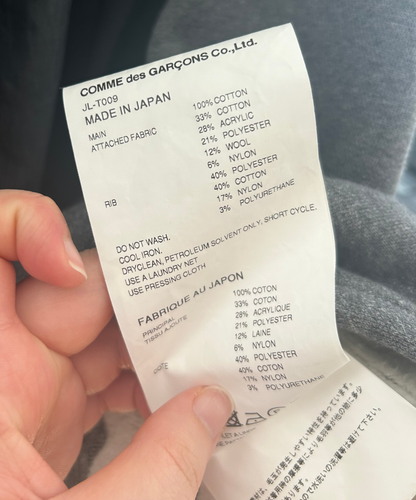 COMME des GARÇONS Co.,Ltd.
JL-T009
MADE IN JAPAN
MAIN 100% COTTON
ATTACHED FABRIC 33% COTTON
28% ACRYLIC
21% POLYESTER
12% WOOL
6% NYLON
RIB 40% POLYESTER
40% COTTON
17% NYLON
3% POLYURETHANE
DO NOT WASH.
COOL IRON.
DRYCLEAN, PETROLEUM SOLVENT ONLY, SHORT CYCLE,
USE A LAUNDRY NET
USE PRESSING CLOTH
FABRIQUE AU JAPON
PRINCIPAL 100% COTON
TISSU AJOUTE 33% COTON
28% ACRYLIQUE
21% POLYESTER
12% LAINE
6% NYLON
40% POLYESTER
40% COTON
17% NYLON
3% POLYURETHANE